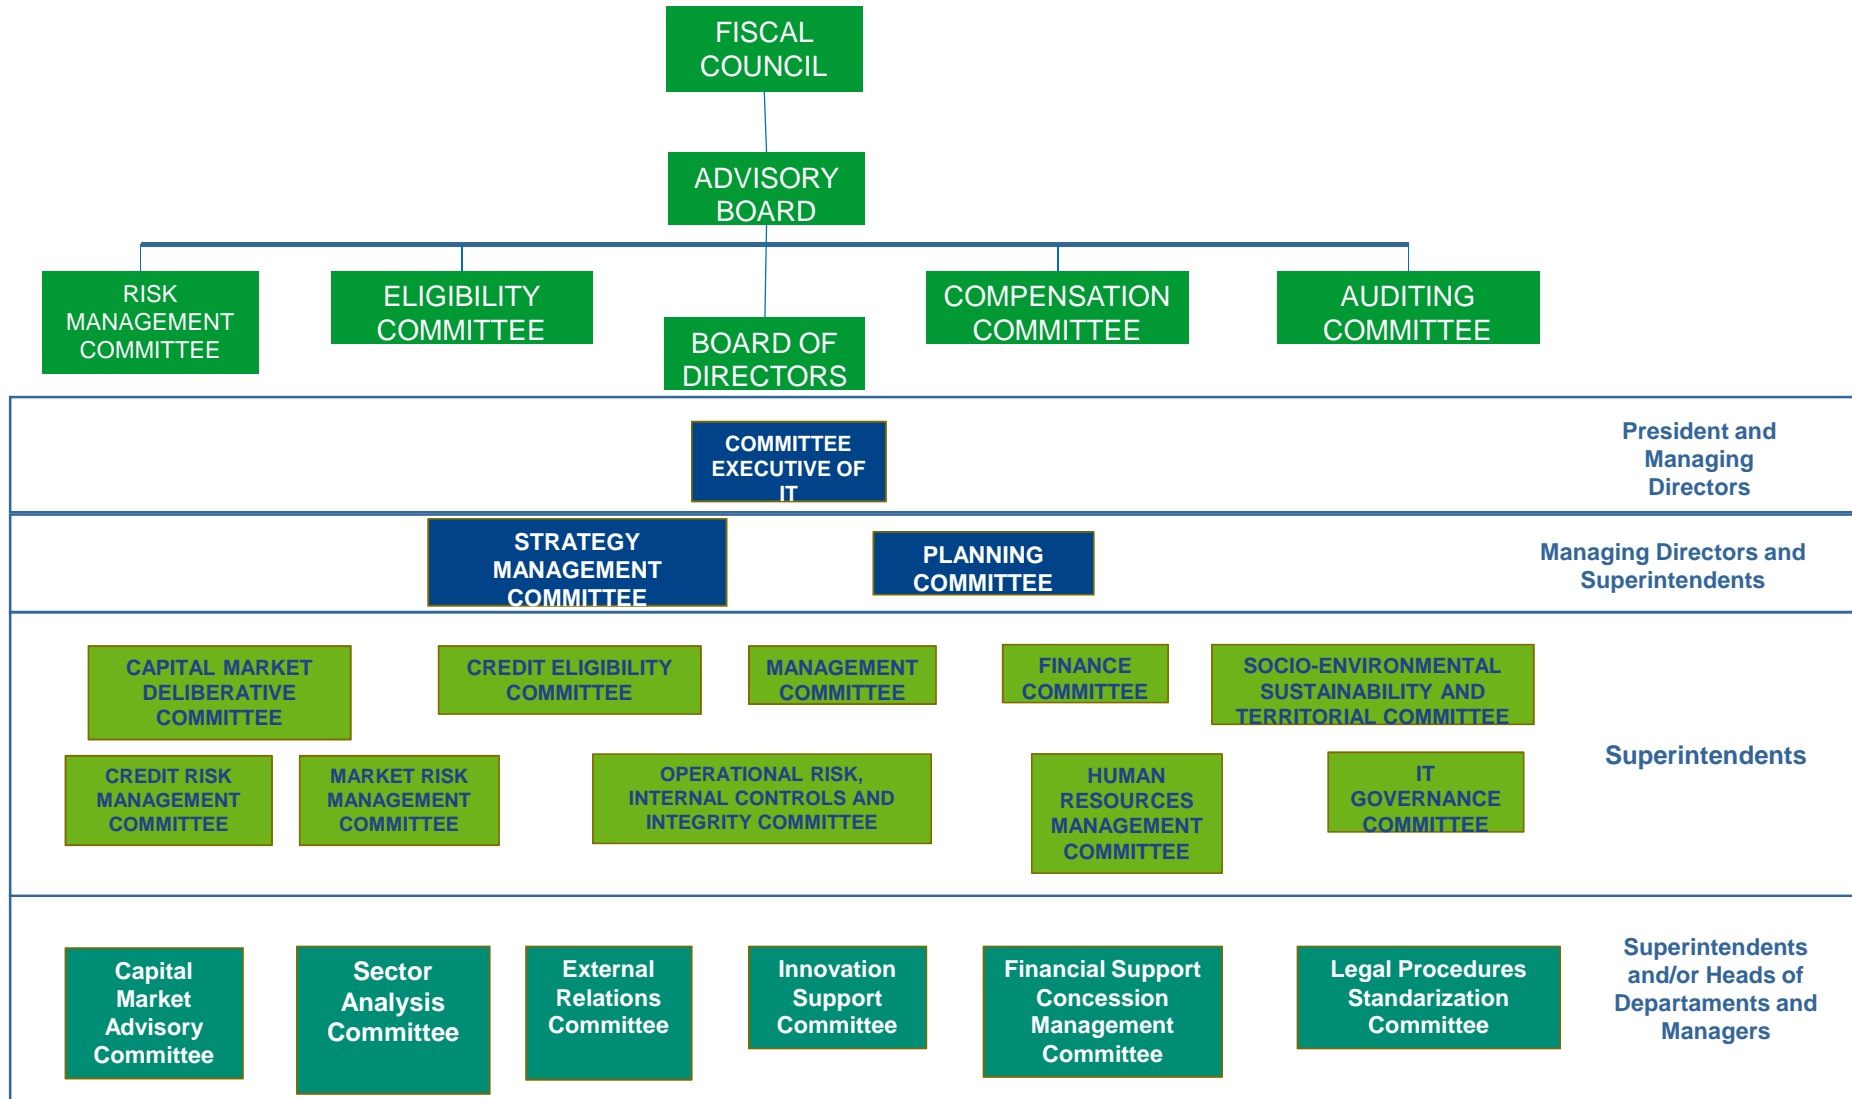 FISCAL
COUNCIL
ADVISORY
BOARD
RISK
MANAGEMENT
COMMITTEE
ELIGIBILITY
COMMITTEE
BOARD OF
DIRECTORS
COMPENSATION
COMMITTEE
AUDITING
COMMITTEE
COMMITTEE
EXECUTIVE OF
IT
President and
Managing
Directors
STRATEGY
MANAGEMENT
COMMITTEE
PLANNING
COMMITTEE
Managing Directors and
Superintendents
CAPITAL MARKET
DELIBERATIVE
COMMITTEE
CREDIT ELIGIBILITY
COMMITTEE
MANAGEMENT
COMMITTEE
FINANCE
COMMITTEE
SOCIO-ENVIRONMENTAL
SUSTAINABILITY AND
TERRITORIAL COMMITTEE
CREDIT RISK
MANAGEMENT
COMMITTEE
MARKET RISK
MANAGEMENT
COMMITTEE
OPERATIONAL RISK,
INTERNAL CONTROLS AND
INTEGRITY COMMITTEE
HUMAN
RESOURCES
MANAGEMENT
COMMITTEE
IT
GOVERNANCE
COMMITTEE
Superintendents
Capital
Market
Advisory
Committee
Sector
Analysis
Committee
External
Relations
Committee
Innovation
Support
Committee
Financial Support
Concession
Management
Committee
Legal Procedures
Standarization
Committee
Superintendents
and/or Heads of
Departaments and
Managers